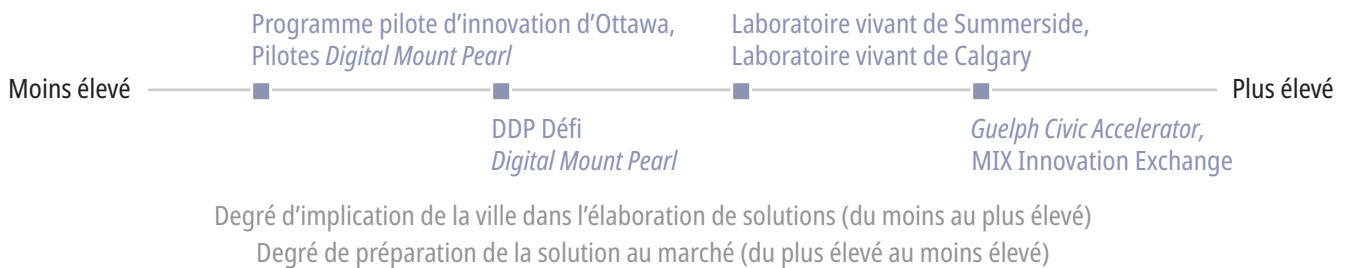 Programme pilote d’innovation d’Ottawa,
Pilotes Digital Mount Pearl
Laboratoire vivant de Summerside,
Laboratoire vivant de Calgary
Moins élevé
Plus élevé
DDP Défi
Digital Mount Pearl
Guelph Civic Accelerator,
MIX Innovation Exchange
Degré d’implication de la ville dans l’élaboration de solutions (du moins au plus élevé)
Degré de préparation de la solution au marché (du plus élevé au moins élevé)